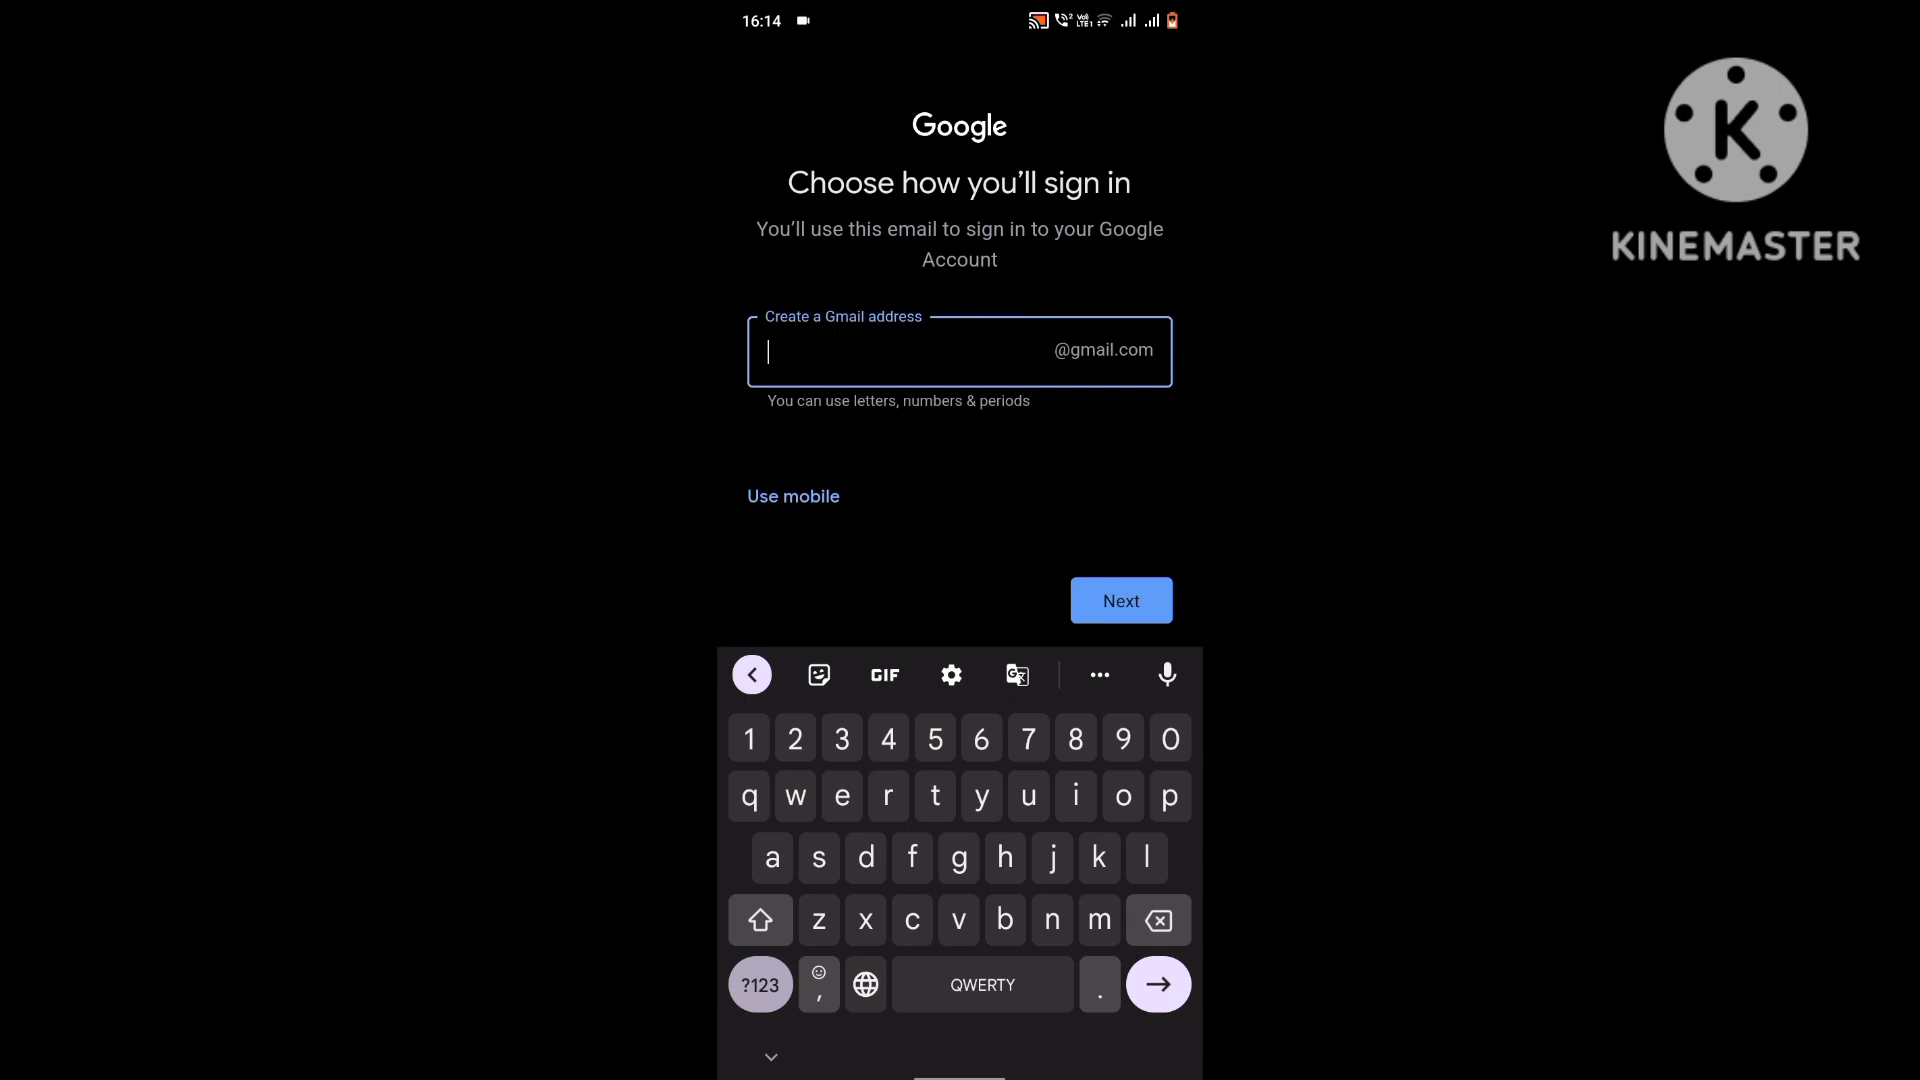 16:14
Google
Choose how you’ll sign in
You’ll use this email to sign in to your Google
Account
Create a Gmail address
@gmail.com
You can use letters, numbers & periods
Use mobile
Next
GIF
1 2 3 4 5 6 7 8 9 0
q w e r t y u i o p
a s d f g h j k l
z x c v b n m
?123 , QWERTY .
K
KINEMASTER